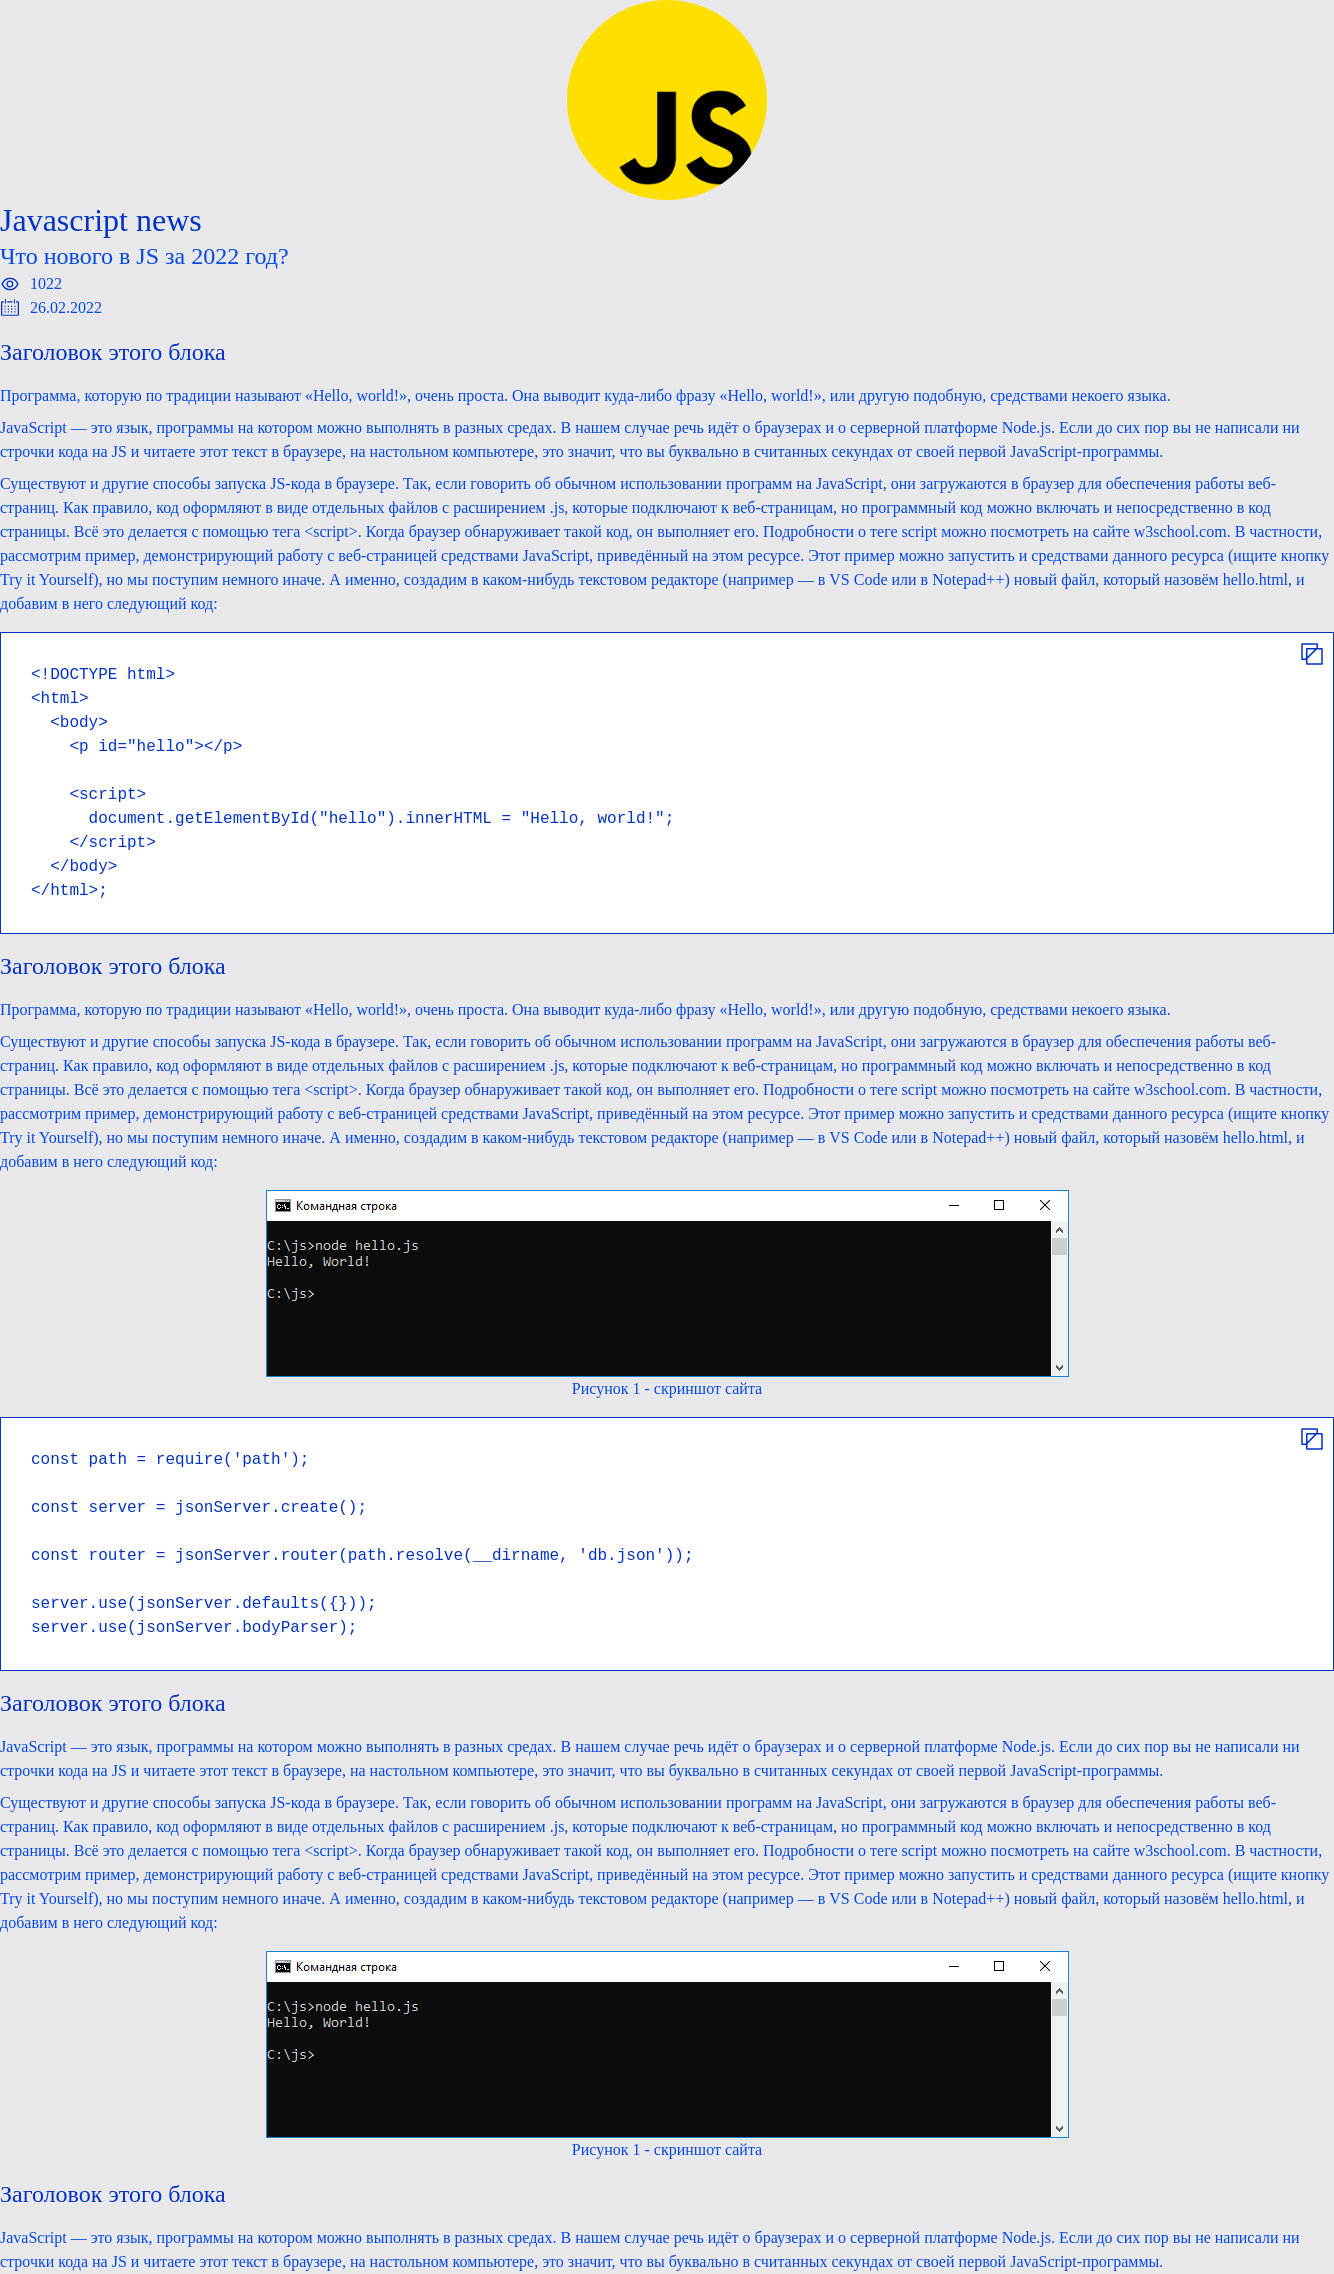 JS
Javascript news
Что нового в JS за 2022 год?
1022
26.02.2022
Заголовок этого блока
Программа, которую по традиции называют «Hello, world!», очень проста. Она выводит куда-либо фразу «Hello, world!», или другую подобную, средствами некоего языка.
JavaScript — это язык, программы на котором можно выполнять в разных средах. В нашем случае речь идёт о браузерах и о серверной платформе Node.js. Если до сих пор вы не написали ни
строчки кода на JS и читаете этот текст в браузере, на настольном компьютере, это значит, что вы буквально в считанных секундах от своей первой JavaScript-программы.
Существуют и другие способы запуска JS-кода в браузере. Так, если говорить об обычном использовании программ на JavaScript, они загружаются в браузер для обеспечения работы веб-
страниц. Как правило, код оформляют в виде отдельных файлов с расширением .js, которые подключают к веб-страницам, но программный код можно включать и непосредственно в код
страницы. Всё это делается с помощью тега <script>. Когда браузер обнаруживает такой код, он выполняет его. Подробности о теге script можно посмотреть на сайте w3school.com. В частности,
рассмотрим пример, демонстрирующий работу с веб-страницей средствами JavaScript, приведённый на этом ресурсе. Этот пример можно запустить и средствами данного ресурса (ищите кнопку
Try it Yourself), но мы поступим немного иначе. А именно, создадим в каком-нибудь текстовом редакторе (например — в VS Code или в Notepad++) новый файл, который назовём hello.html, и
добавим в него следующий код:
<!DOCTYPE html>
<html>
  <body>
    <p id="hello"></p>
    <script>
      document.getElementById("hello").innerHTML = "Hello, world!";
    </script>
  </body>
</html>;
Заголовок этого блока
Программа, которую по традиции называют «Hello, world!», очень проста. Она выводит куда-либо фразу «Hello, world!», или другую подобную, средствами некоего языка.
Существуют и другие способы запуска JS-кода в браузере. Так, если говорить об обычном использовании программ на JavaScript, они загружаются в браузер для обеспечения работы веб-
страниц. Как правило, код оформляют в виде отдельных файлов с расширением .js, которые подключают к веб-страницам, но программный код можно включать и непосредственно в код
страницы. Всё это делается с помощью тега <script>. Когда браузер обнаруживает такой код, он выполняет его. Подробности о теге script можно посмотреть на сайте w3school.com. В частности,
рассмотрим пример, демонстрирующий работу с веб-страницей средствами JavaScript, приведённый на этом ресурсе. Этот пример можно запустить и средствами данного ресурса (ищите кнопку
Try it Yourself), но мы поступим немного иначе. А именно, создадим в каком-нибудь текстовом редакторе (например — в VS Code или в Notepad++) новый файл, который назовём hello.html, и
добавим в него следующий код:
Командная строка
C:\js>node hello.js
Hello, World!
C:\js>
Рисунок 1 - скриншот сайта
const path = require('path');
const server = jsonServer.create();
const router = jsonServer.router(path.resolve(__dirname, 'db.json'));
server.use(jsonServer.defaults({}));
server.use(jsonServer.bodyParser);
Заголовок этого блока
JavaScript — это язык, программы на котором можно выполнять в разных средах. В нашем случае речь идёт о браузерах и о серверной платформе Node.js. Если до сих пор вы не написали ни
строчки кода на JS и читаете этот текст в браузере, на настольном компьютере, это значит, что вы буквально в считанных секундах от своей первой JavaScript-программы.
Существуют и другие способы запуска JS-кода в браузере. Так, если говорить об обычном использовании программ на JavaScript, они загружаются в браузер для обеспечения работы веб-
страниц. Как правило, код оформляют в виде отдельных файлов с расширением .js, которые подключают к веб-страницам, но программный код можно включать и непосредственно в код
страницы. Всё это делается с помощью тега <script>. Когда браузер обнаруживает такой код, он выполняет его. Подробности о теге script можно посмотреть на сайте w3school.com. В частности,
рассмотрим пример, демонстрирующий работу с веб-страницей средствами JavaScript, приведённый на этом ресурсе. Этот пример можно запустить и средствами данного ресурса (ищите кнопку
Try it Yourself), но мы поступим немного иначе. А именно, создадим в каком-нибудь текстовом редакторе (например — в VS Code или в Notepad++) новый файл, который назовём hello.html, и
добавим в него следующий код:
Командная строка
C:\js>node hello.js
Hello, World!
C:\js>
Рисунок 1 - скриншот сайта
Заголовок этого блока
JavaScript — это язык, программы на котором можно выполнять в разных средах. В нашем случае речь идёт о браузерах и о серверной платформе Node.js. Если до сих пор вы не написали ни
строчки кода на JS и читаете этот текст в браузере, на настольном компьютере, это значит, что вы буквально в считанных секундах от своей первой JavaScript-программы.